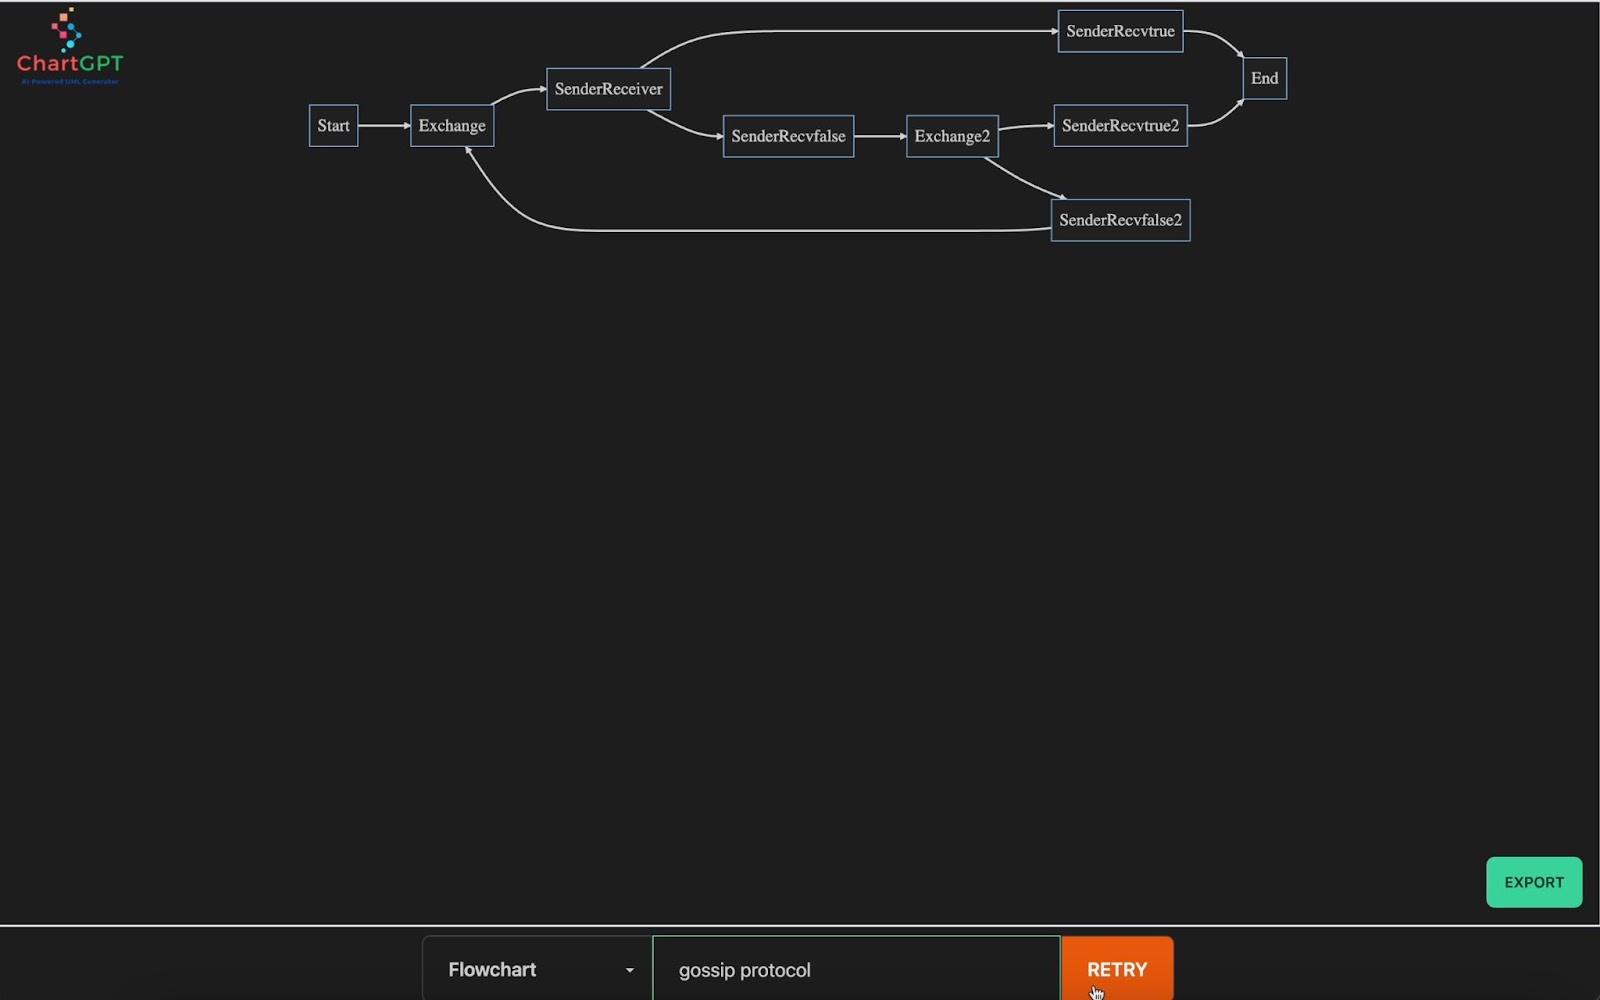 ChartGPT
AI-Powered UML Generator
Start
Exchange
SenderReceiver
SenderRecvtrue
End
SenderRecvfalse
Exchange2
SenderRecvtrue2
SenderRecvfalse2
EXPORT
Flowchart
gossip protocol
RETRY